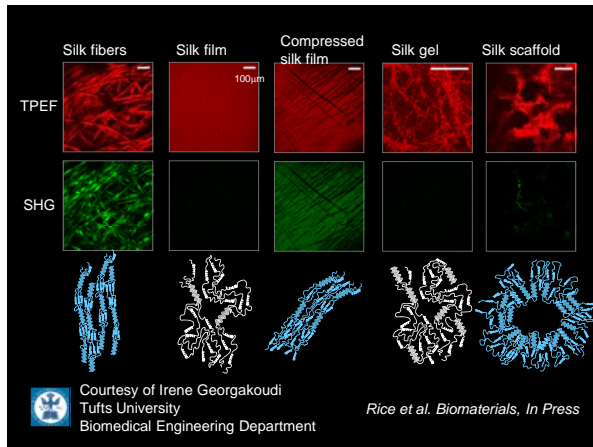 Silk fibers
Silk film
Compressed
silk film
Silk gel
Silk scaffold
100μm
TPEF
SHG
Courtesy of Irene Georgakoudi
Tufts University
Biomedical Engineering Department
Rice et al. Biomaterials, In Press